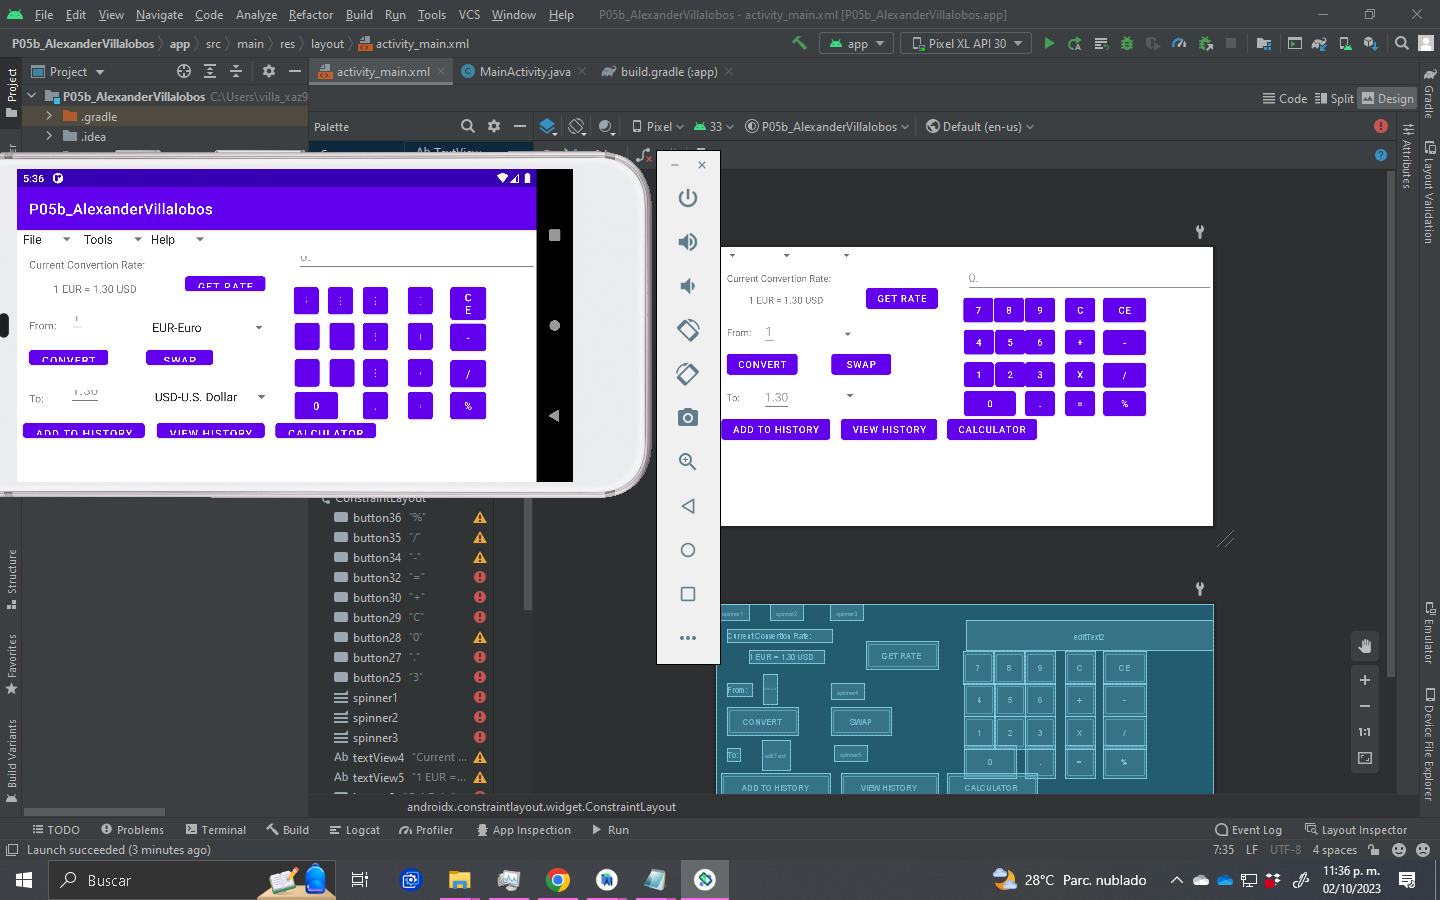 File Edit View Navigate Code Analyze Refactor Build Run Tools VCS Window Help P05b_AlexanderVillalobos - activity_main.xml [P05b_AlexanderVillalobos.app]
P05b_AlexanderVillalobos app src main res layout activity_main.xml app Pixel XL API 30
Project activity_main.xml MainActivity.java build.gradle (:app)
P05b_AlexanderVillalobos C:\Users\villa_xaz9
.gradle
.idea
Code Split Design
Palette Pixel 33 P05b_AlexanderVillalobos Default (en-us)
Ab TextView
Project
Structure
Favorites
Build Variants
Gradle
Layout Validation
Attributes
Emulator
Device File Explorer
5:36
P05b_AlexanderVillalobos
File Tools Help
Current Convertion Rate:
1 EUR = 1.30 USD GET RATE
From: 1 EUR-Euro
CONVERT SWAP
To: 1.30 USD-U.S. Dollar
ADD TO HISTORY VIEW HISTORY CALCULATOR
0.
C
E
-
/
0 . %
Current Convertion Rate: 0.
1 EUR = 1.30 USD GET RATE
7 8 9 C CE
From: 1
4 5 6 + -
CONVERT SWAP
1 2 3 X /
To: 1.30
0 . = %
ADD TO HISTORY VIEW HISTORY CALCULATOR
ConstraintLayout
button36 "%"
button35 "/"
button34 "-"
button32 "="
button30 "+"
button29 "C"
button28 "0"
button27 "."
button25 "3"
spinner1
spinner2
spinner3
Ab textView4 "Current ...
Ab textView5 "1 EUR = ...
spinner1 spinner2 spinner3
Current Convertion Rate: editText2
1 EUR = 1.30 USD GET RATE
7 8 9 C CE
From: spinner4
4 5 6 + -
CONVERT SWAP
1 2 3 X /
To: editText spinner5
0 . = %
ADD TO HISTORY VIEW HISTORY CALCULATOR
1:1
androidx.constraintlayout.widget.ConstraintLayout
TODO Problems Terminal Build Logcat Profiler App Inspection Run Event Log Layout Inspector
Launch succeeded (3 minutes ago) 7:35 LF UTF-8 4 spaces
Buscar 28°C Parc. nublado 11:36 p. m.
02/10/2023